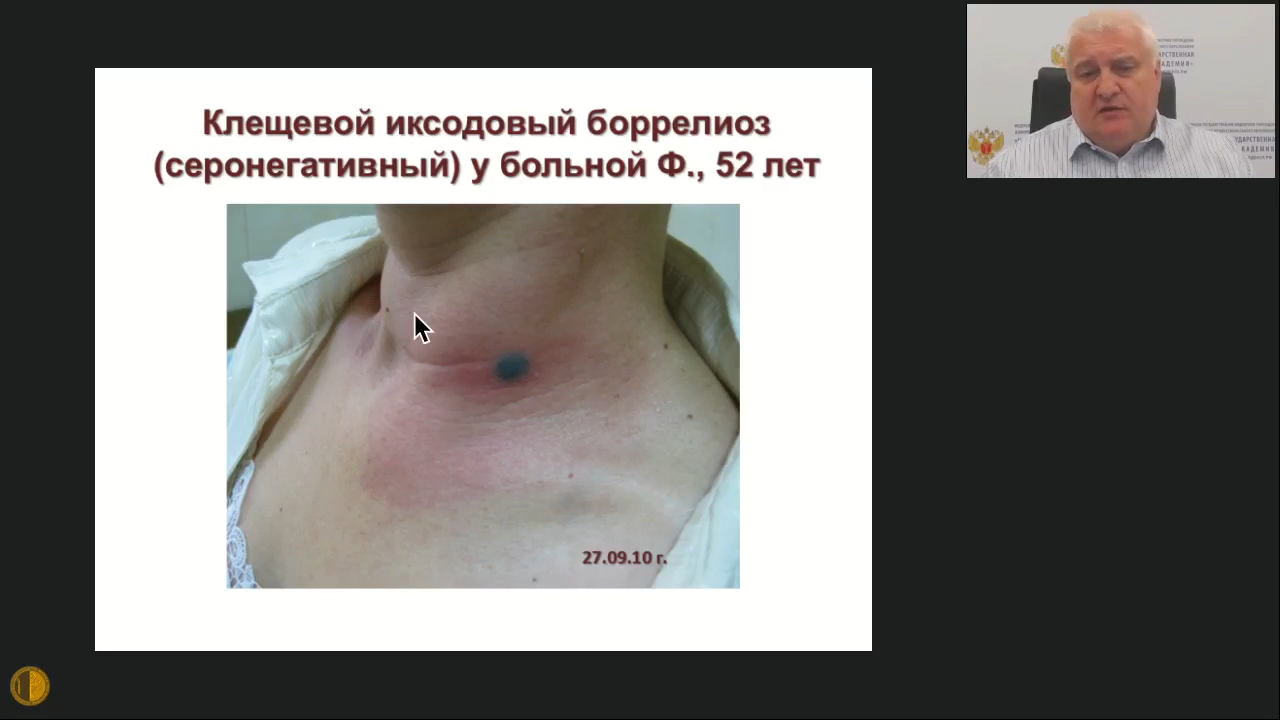 Клещевой иксодовый боррелиоз
(серонегативный) у больной Ф., 52 лет
27.09.10 г.